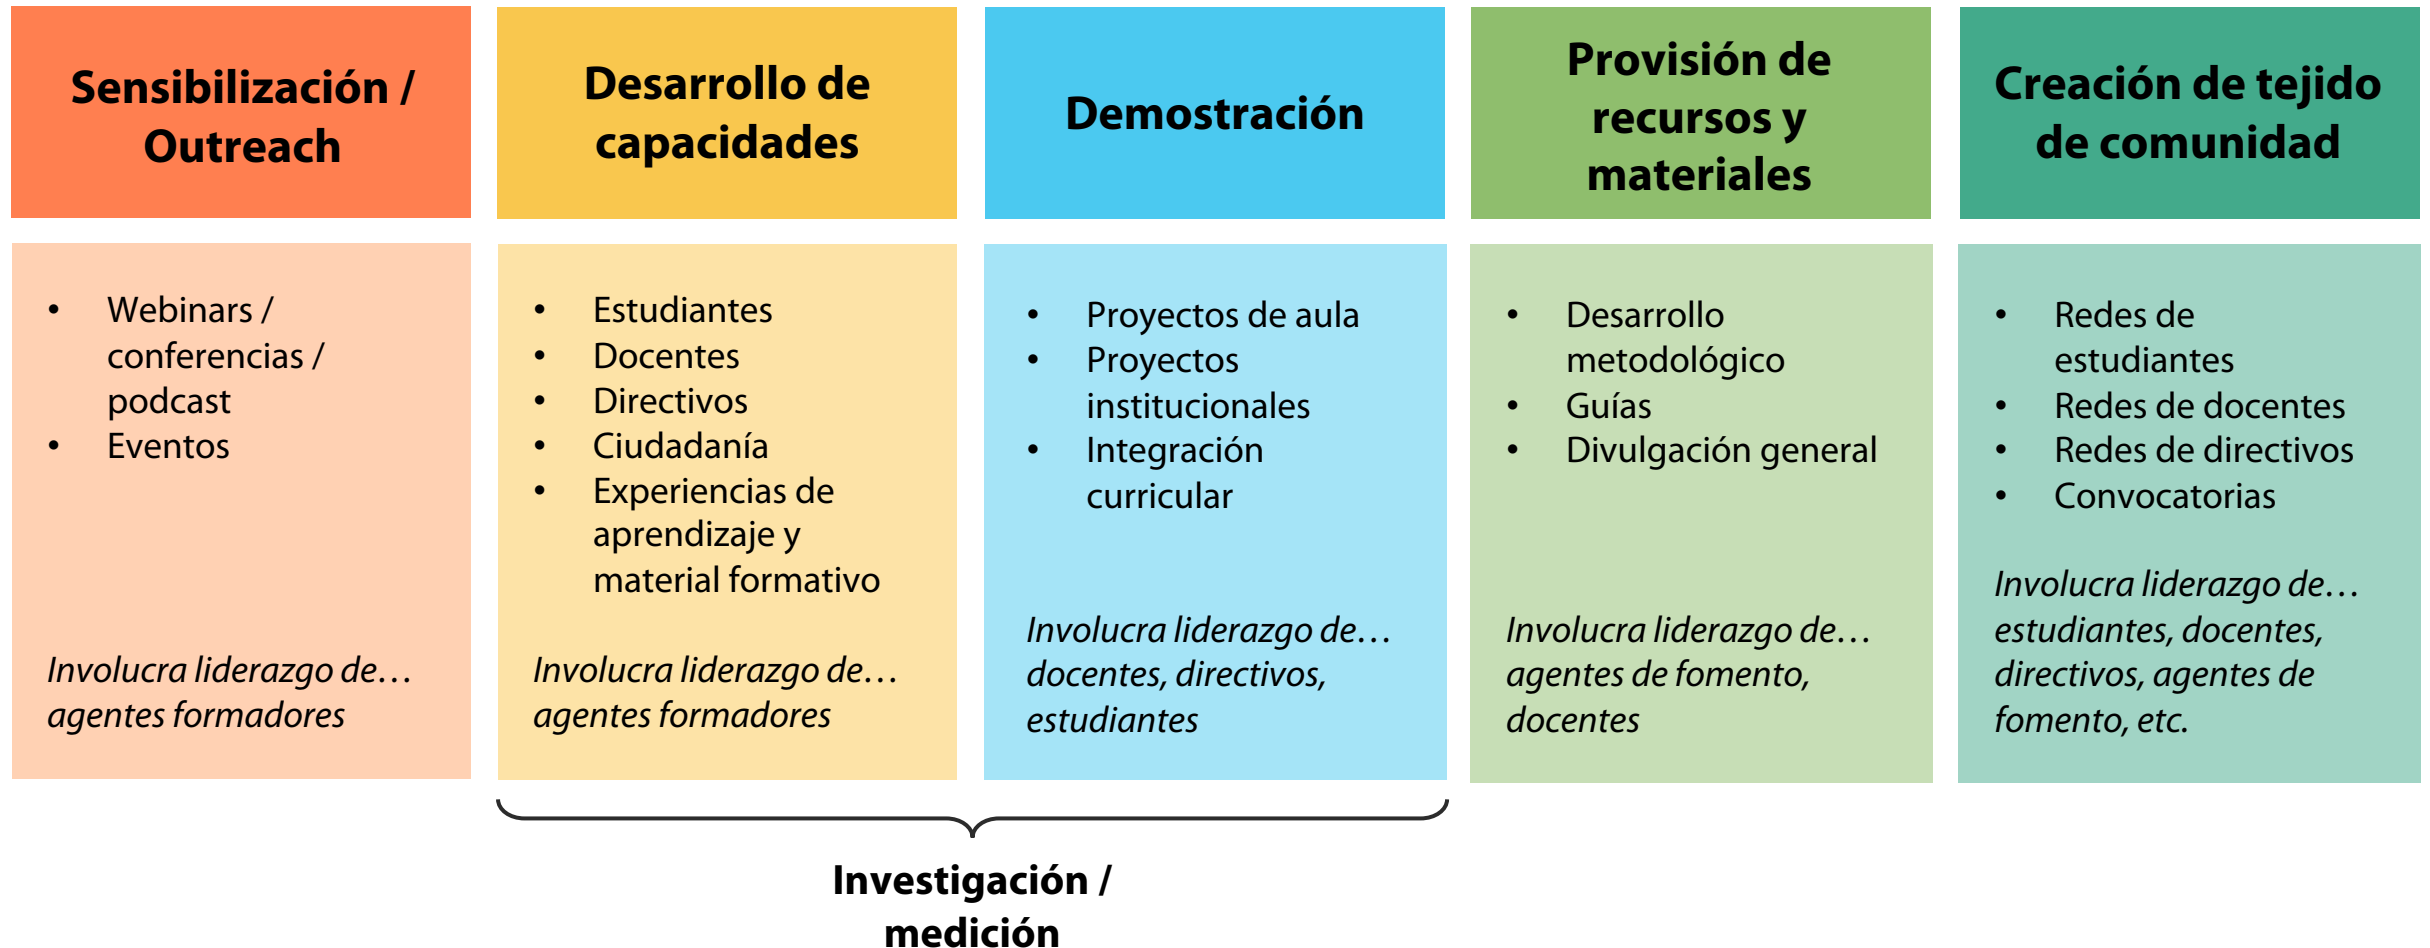 Sensibilización /
Outreach
Desarrollo de
capacidades
Demostración
Provisión de
recursos y
materiales
Creación de tejido
de comunidad
• Webinars /
conferencias /
podcast
• Eventos
Involucra liderazgo de…
agentes formadores
• Estudiantes
• Docentes
• Directivos
• Ciudadanía
• Experiencias de
aprendizaje y
material formativo
Involucra liderazgo de…
agentes formadores
• Proyectos de aula
• Proyectos
institucionales
• Integración
curricular
Involucra liderazgo de…
docentes, directivos,
estudiantes
• Desarrollo
metodológico
• Guías
• Divulgación general
Involucra liderazgo de…
agentes de fomento,
docentes
• Redes de
estudiantes
• Redes de docentes
• Redes de directivos
• Convocatorias
Involucra liderazgo de…
estudiantes, docentes,
directivos, agentes de
fomento, etc.
Investigación /
medición